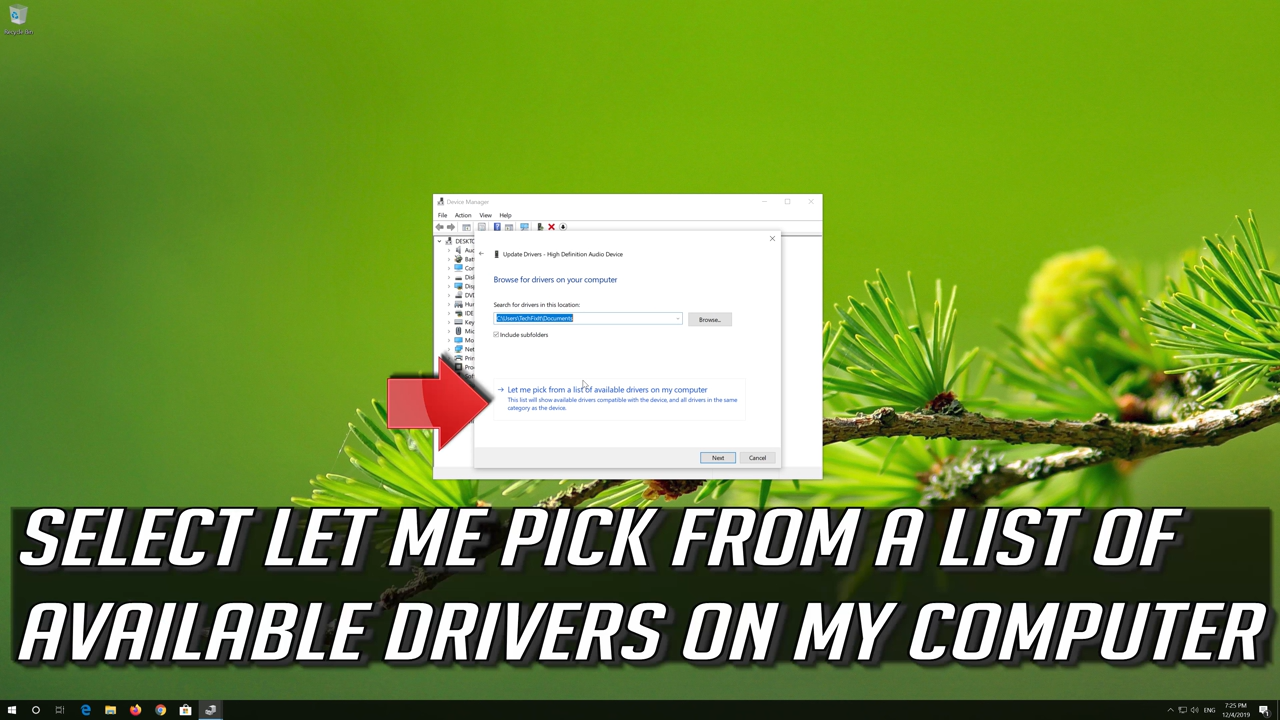 Recycle Bin
Device Manager
File Action View Help
DESKTO
Update Drivers - High Definition Audio Device
Browse for drivers on your computer
Search for drivers in this location:
C:\Users\TechFixIT\Documents
Browse...
Include subfolders
Let me pick from a list of available drivers on my computer
This list will show available drivers compatible with the device, and all drivers in the same
category as the device.
Next Cancel
SELECT LET ME PICK FROM A LIST OF
AVAILABLE DRIVERS ON MY COMPUTER
ENG
7:25 PM
12/4/2019